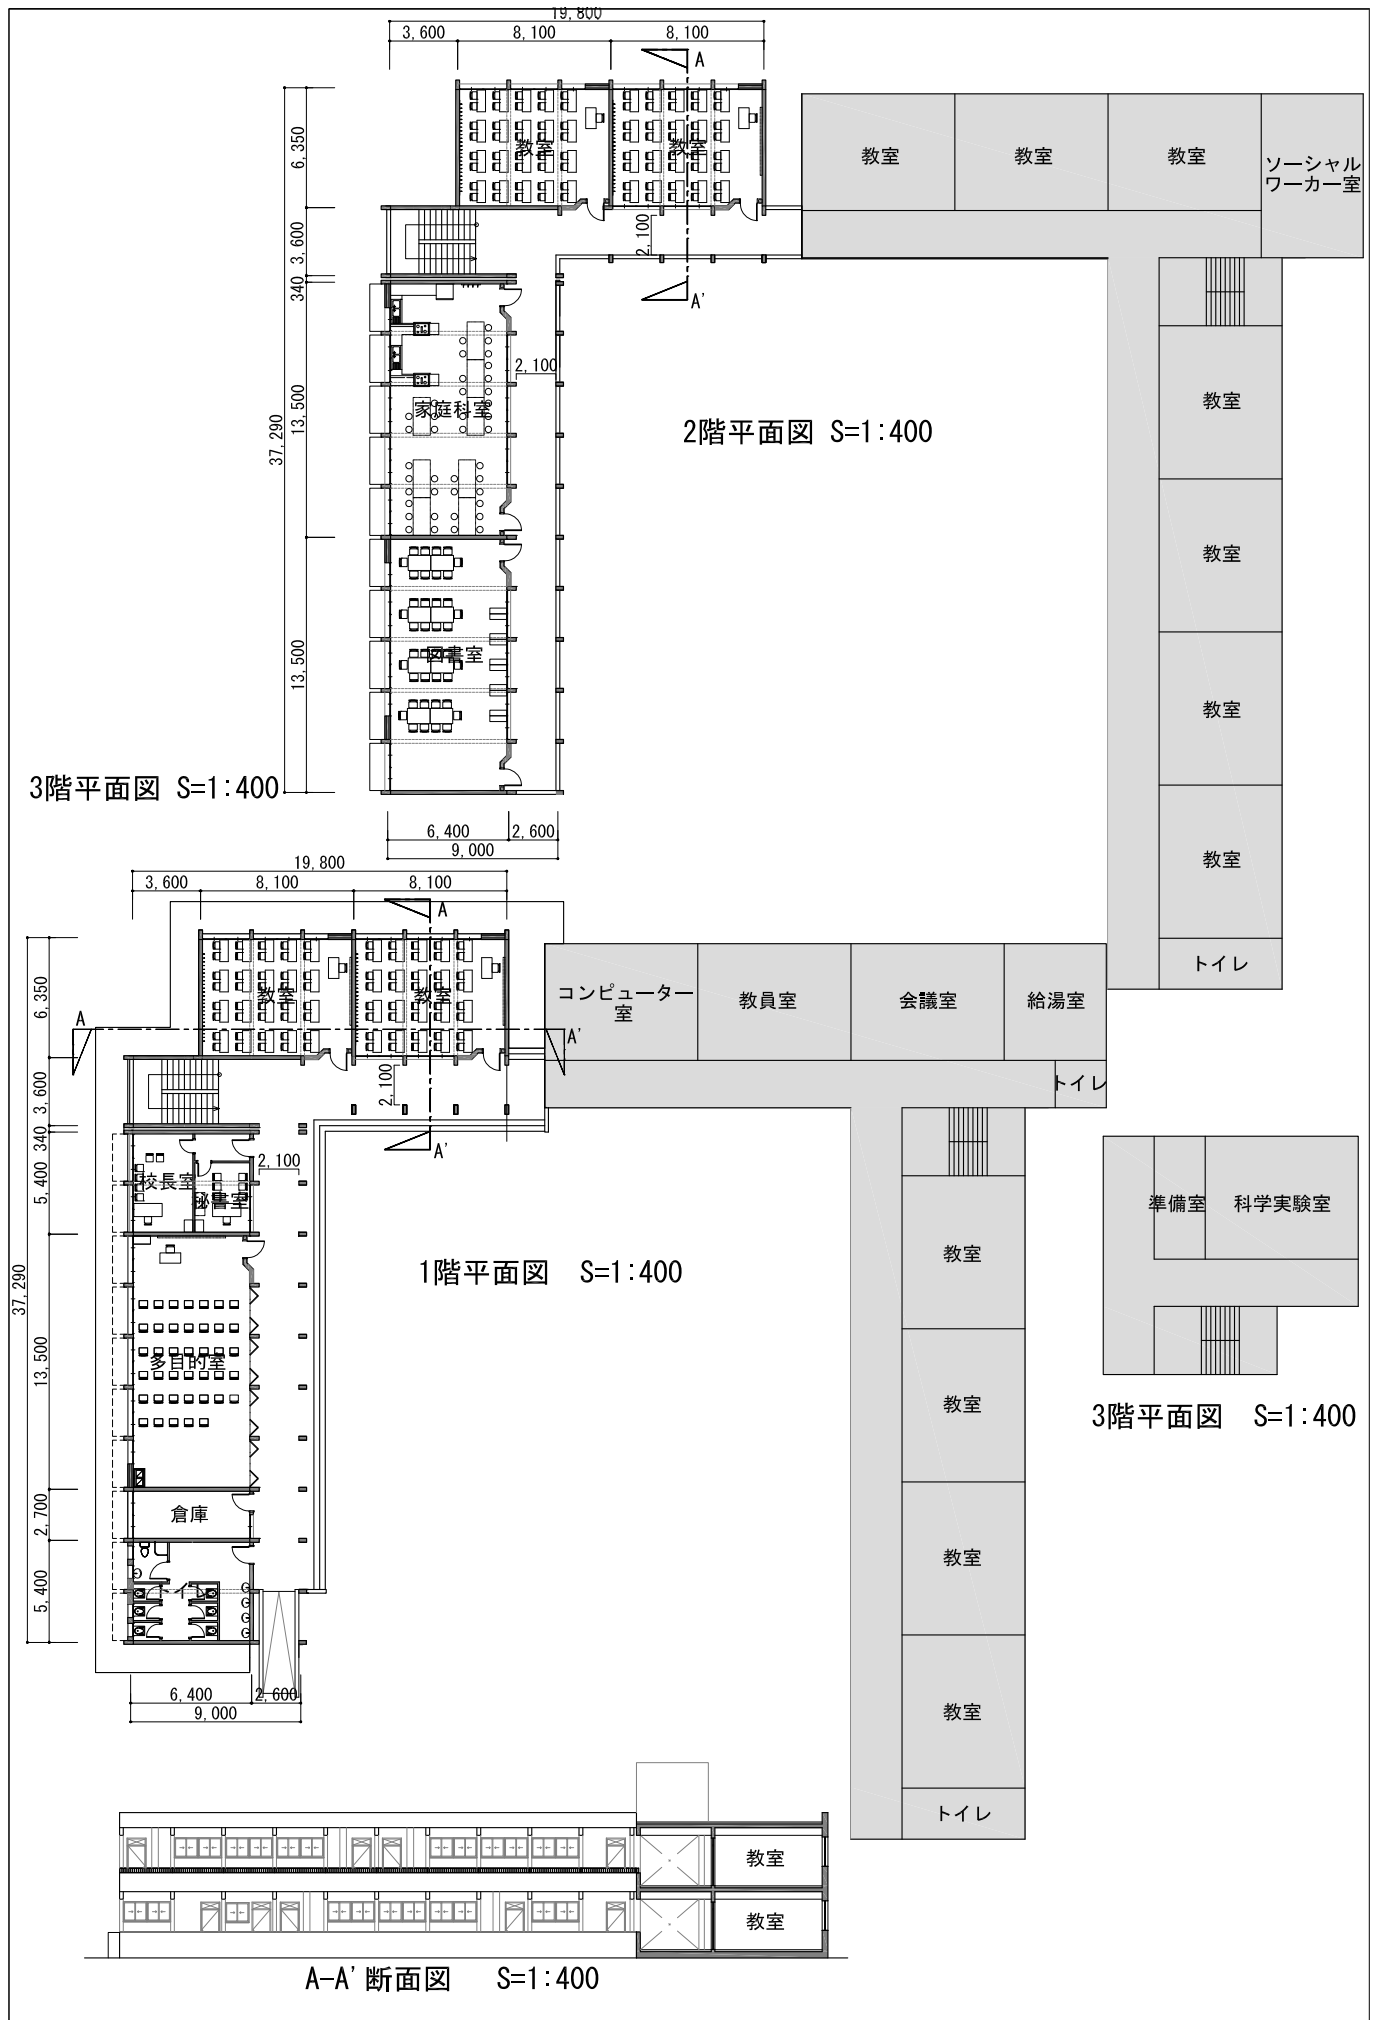 19,800
3,600
8,100
8,100
A
6,350
教室
教室
教室
教室
教室
ソーシャル
ワーカー室
3,600
2,100
340
A'
2,100
教室
家庭科室
13,500
37,290
2階平面図 S=1:400
教室
13,500
図書室
教室
3階平面図 S=1:400
教室
6,400
2,600
9,000
トイレ
19,800
3,600
8,100
8,100
A
6,350
教室
教室
コンピューター
室
教員室
会議室
給湯室
A
A'
トイレ
3,600
2,100
340
A'
5,400
2,100
校長室
秘書室
準備室
科学実験室
37,290
1階平面図 S=1:400
教室
13,500
多目的室
教室
3階平面図 S=1:400
2,700
倉庫
教室
5,400
トイレ
6,400
2,600
9,000
教室
トイレ
教室
教室
A-A'断面図 S=1:400